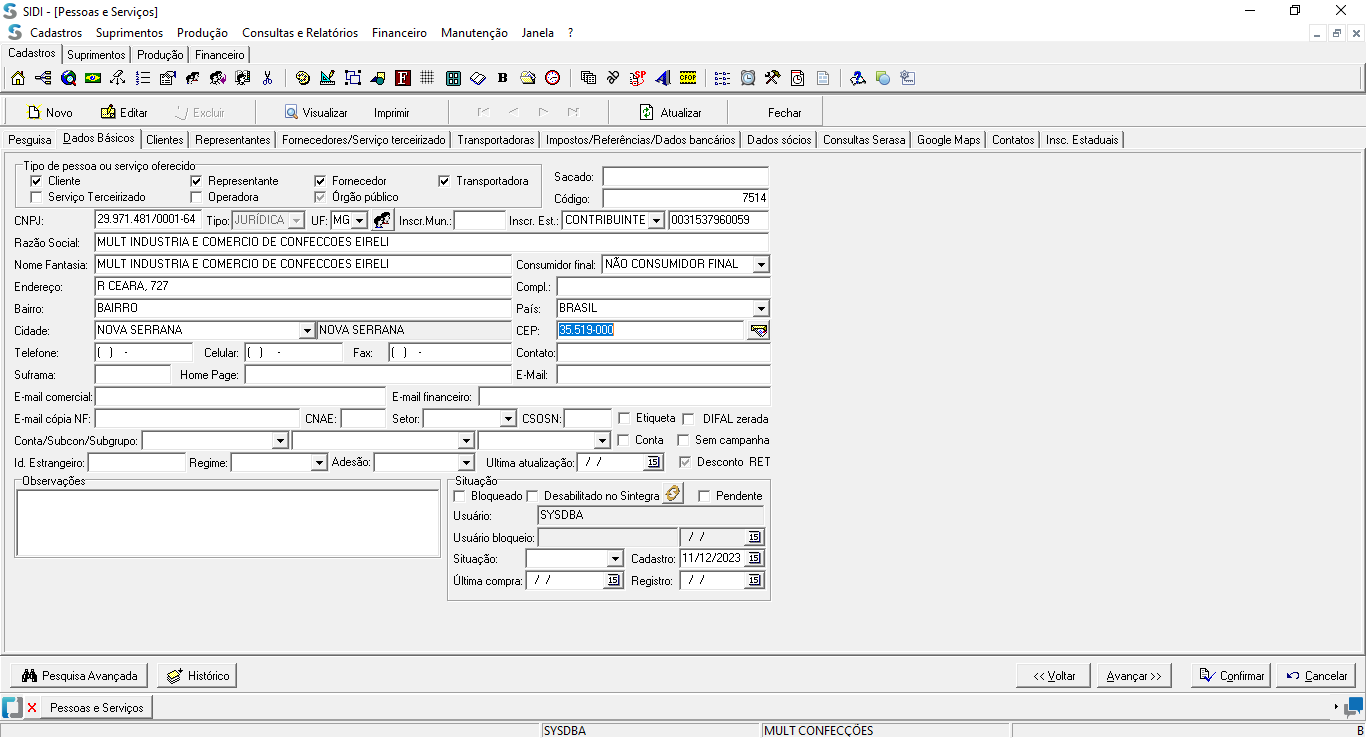 SIDI - [Pessoas e Serviços]
Cadastros Suprimentos Produção Consultas e Relatórios Financeiro Manutenção Janela ?
Cadastros Suprimentos Produção Financeiro
Novo Editar Excluir Visualizar Imprimir Atualizar Fechar
Pesquisa Dados Básicos Clientes Representantes Fornecedores/Serviço terceirizado Transportadoras Impostos/Referências/Dados bancários Dados sócios Consultas Serasa Google Maps Contatos Insc. Estaduais
Tipo de pessoa ou serviço oferecido
Cliente Representante Fornecedor Transportadora Sacado:
Serviço Terceirizado Operadora Órgão público Código: 7514
CNPJ: 29.971.481/0001-64 Tipo: JURÍDICA UF: MG Inscr.Mun.: Inscr. Est.: CONTRIBUINTE 0031537960059
Razão Social: MULT INDUSTRIA E COMERCIO DE CONFECCOES EIRELI
Nome Fantasia: MULT INDUSTRIA E COMERCIO DE CONFECCOES EIRELI Consumidor final: NÃO CONSUMIDOR FINAL
Endereço: R CEARA, 727 Compl.:
Bairro: BAIRRO País: BRASIL
Cidade: NOVA SERRANA NOVA SERRANA CEP: 35.519-000
Telefone: ( ) - Celular: ( ) - Fax: ( ) - Contato:
Suframa: Home Page: E-Mail:
E-mail comercial: E-mail financeiro:
E-mail cópia NF: CNAE: Setor: CSOSN: Etiqueta DIFAL zerada
Conta/Subcon/Subgrupo: Conta Sem campanha
Id. Estrangeiro: Regime: Adesão: Ultima atualização: / / 15 Desconto RET
Observações Situação
Bloqueado Desabilitado no Sintegra Pendente
Usuário: SYSDBA
Usuário bloqueio: / / 15
Situação: Cadastro: 11/12/2023 15
Última compra: / / 15 Registro: / / 15
Pesquisa Avançada Histórico << Voltar Avançar >> Confirmar Cancelar
Pessoas e Serviços
SYSDBA MULT CONFECÇÕES B